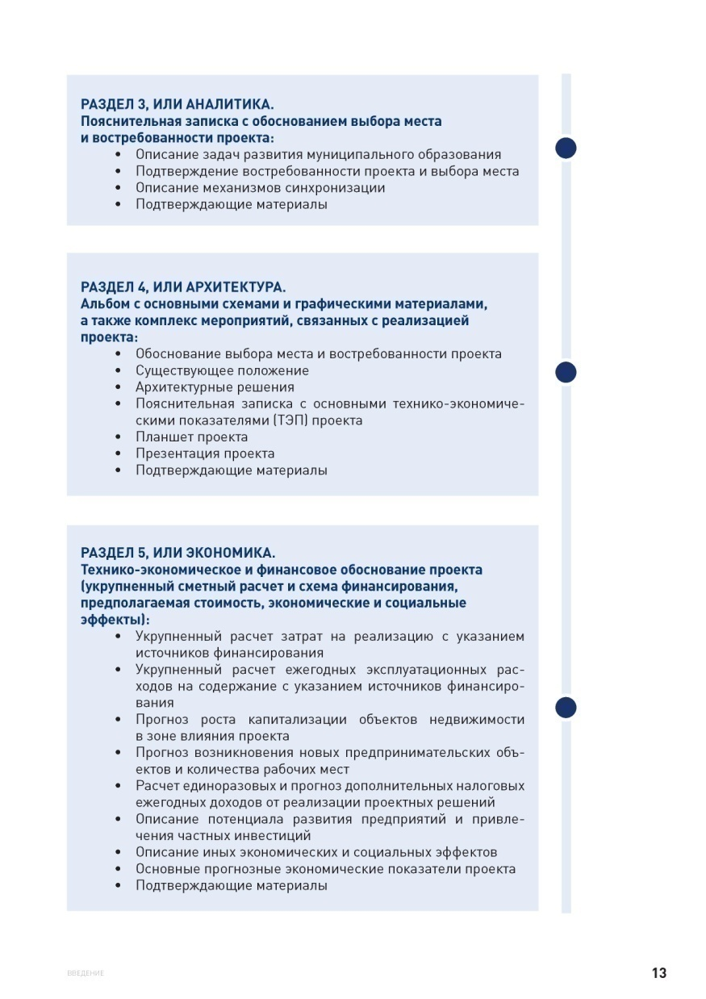 РАЗДЕЛ 3, ИЛИ АНАЛИТИКА.
Пояснительная записка с обоснованием выбора места
и востребованности проекта:
• Описание задач развития муниципального образования
• Подтверждение востребованности проекта и выбора места
• Описание механизмов синхронизации
• Подтверждающие материалы
РАЗДЕЛ 4, ИЛИ АРХИТЕКТУРА.
Альбом с основными схемами и графическими материалами,
а также комплекс мероприятий, связанных с реализацией
проекта:
• Обоснование выбора места и востребованности проекта
• Существующее положение
• Архитектурные решения
• Пояснительная записка с основными технико-экономиче-
скими показателями (ТЭП) проекта
• Планшет проекта
• Презентация проекта
• Подтверждающие материалы
РАЗДЕЛ 5, ИЛИ ЭКОНОМИКА.
Технико-экономическое и финансовое обоснование проекта
(укрупненный сметный расчет и схема финансирования,
предполагаемая стоимость, экономические и социальные
эффекты):
• Укрупненный расчет затрат на реализацию с указанием
источников финансирования
• Укрупненный расчет ежегодных эксплуатационных рас-
ходов на содержание с указанием источников финансиро-
вания
• Прогноз роста капитализации объектов недвижимости
в зоне влияния проекта
• Прогноз возникновения новых предпринимательских объ-
ектов и количества рабочих мест
• Расчет единоразовых и прогноз дополнительных налоговых
ежегодных доходов от реализации проектных решений
• Описание потенциала развития предприятий и привле-
чения частных инвестиций
• Описание иных экономических и социальных эффектов
• Основные прогнозные экономические показатели проекта
• Подтверждающие материалы
ВВЕДЕНИЕ
13